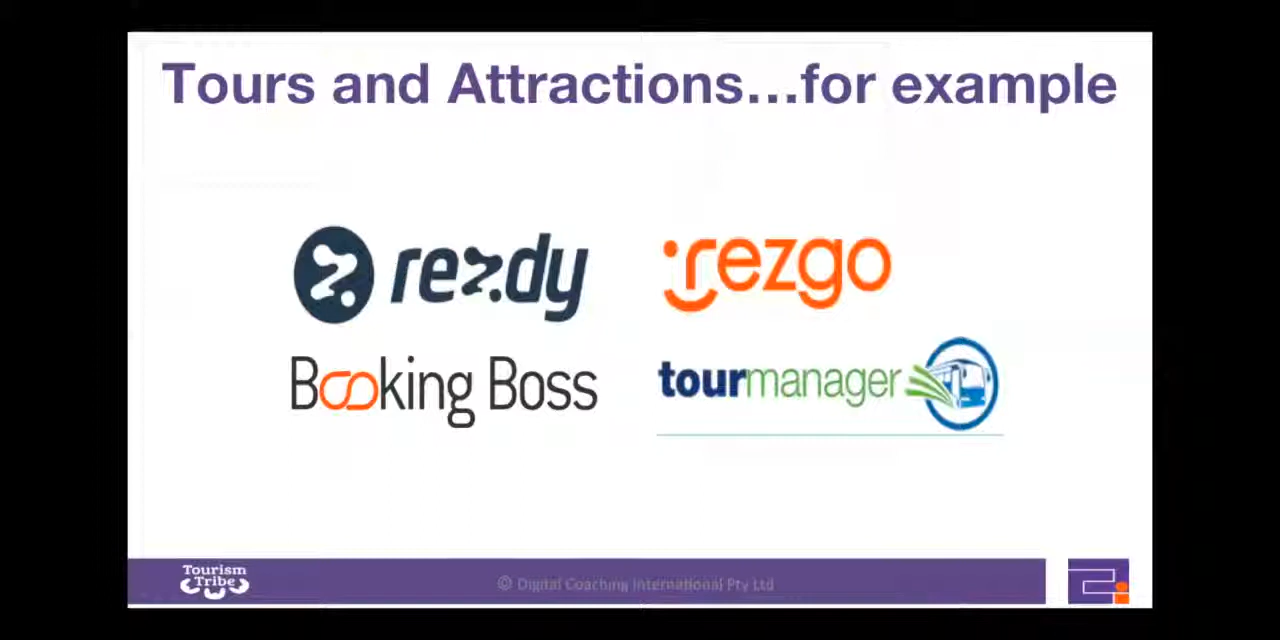 Tours and Attractions...for example
rezdy
rezgo
Booking Boss
tourmanager
Tourism
Tribe
© Digital Coaching International Pty Ltd